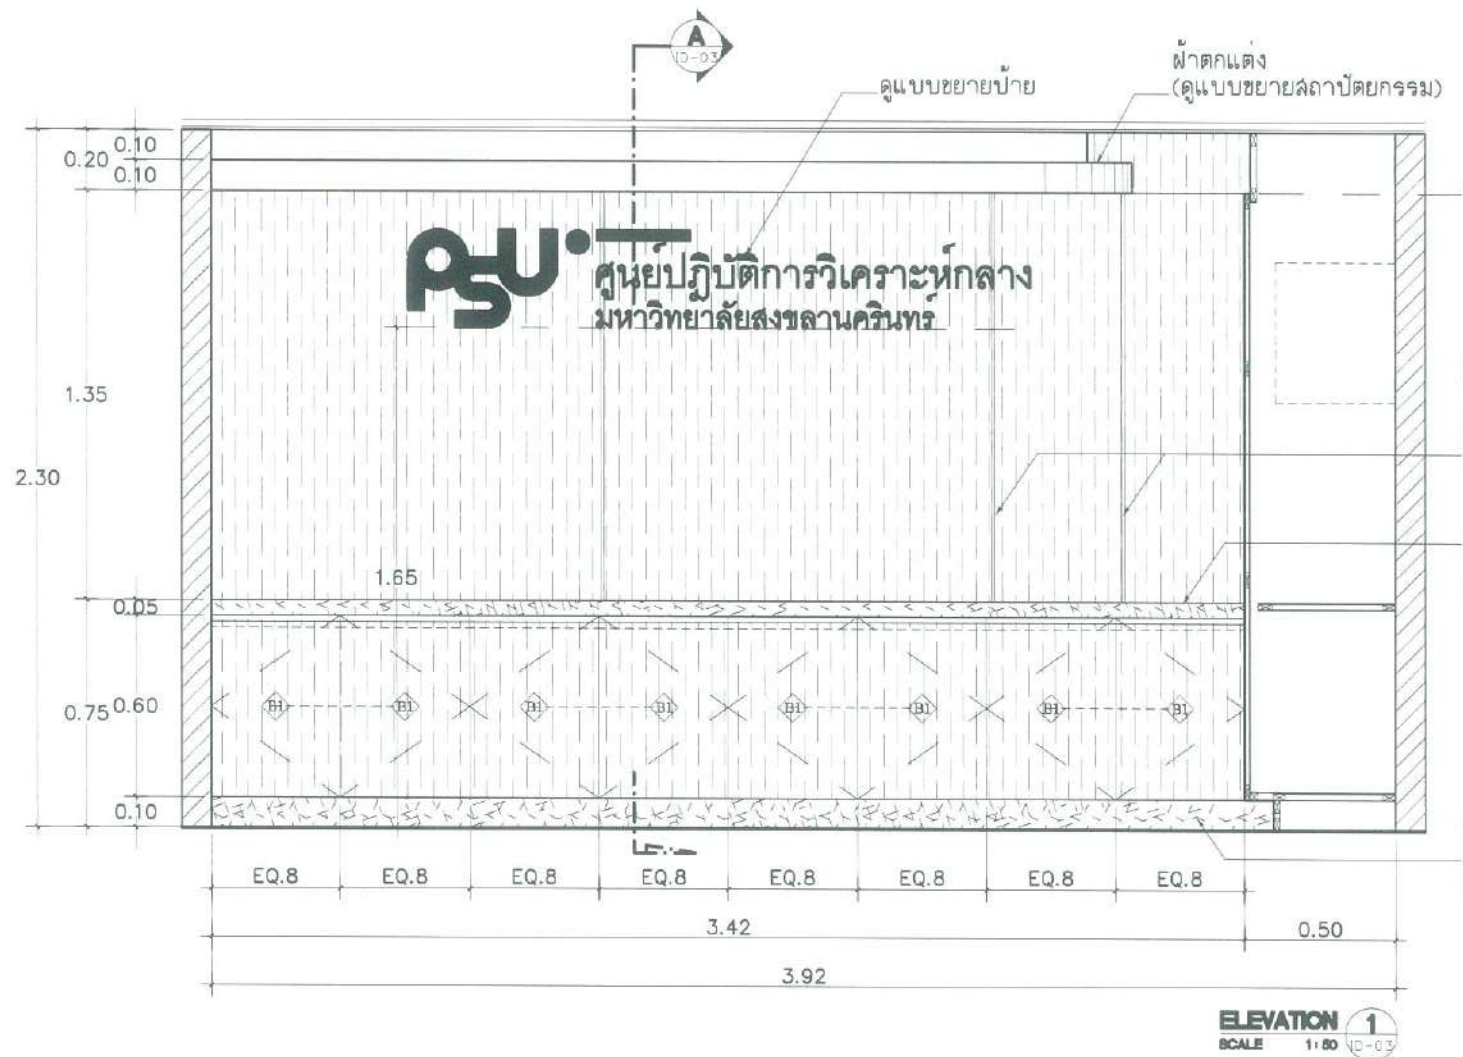 A
ID-03
ดูแบบขยายป้าย
ฝ้าตกแต่ง
(ดูแบบขยายสถาปัตยกรรม)
0.10
0.20
0.10
PSU
ศูนย์ปฏิบัติการวิเคราะห์กลาง
มหาวิทยาลัยสงขลานครินทร์
1.35
2.30
1.65
0.05
0.75 0.60
B1 B1 B1 B1 B1 B1 B1 B1
0.10
EQ.8 EQ.8 EQ.8 EQ.8 EQ.8 EQ.8 EQ.8 EQ.8
3.42 0.50
3.92
ELEVATION 1
SCALE 1:50 ID-03